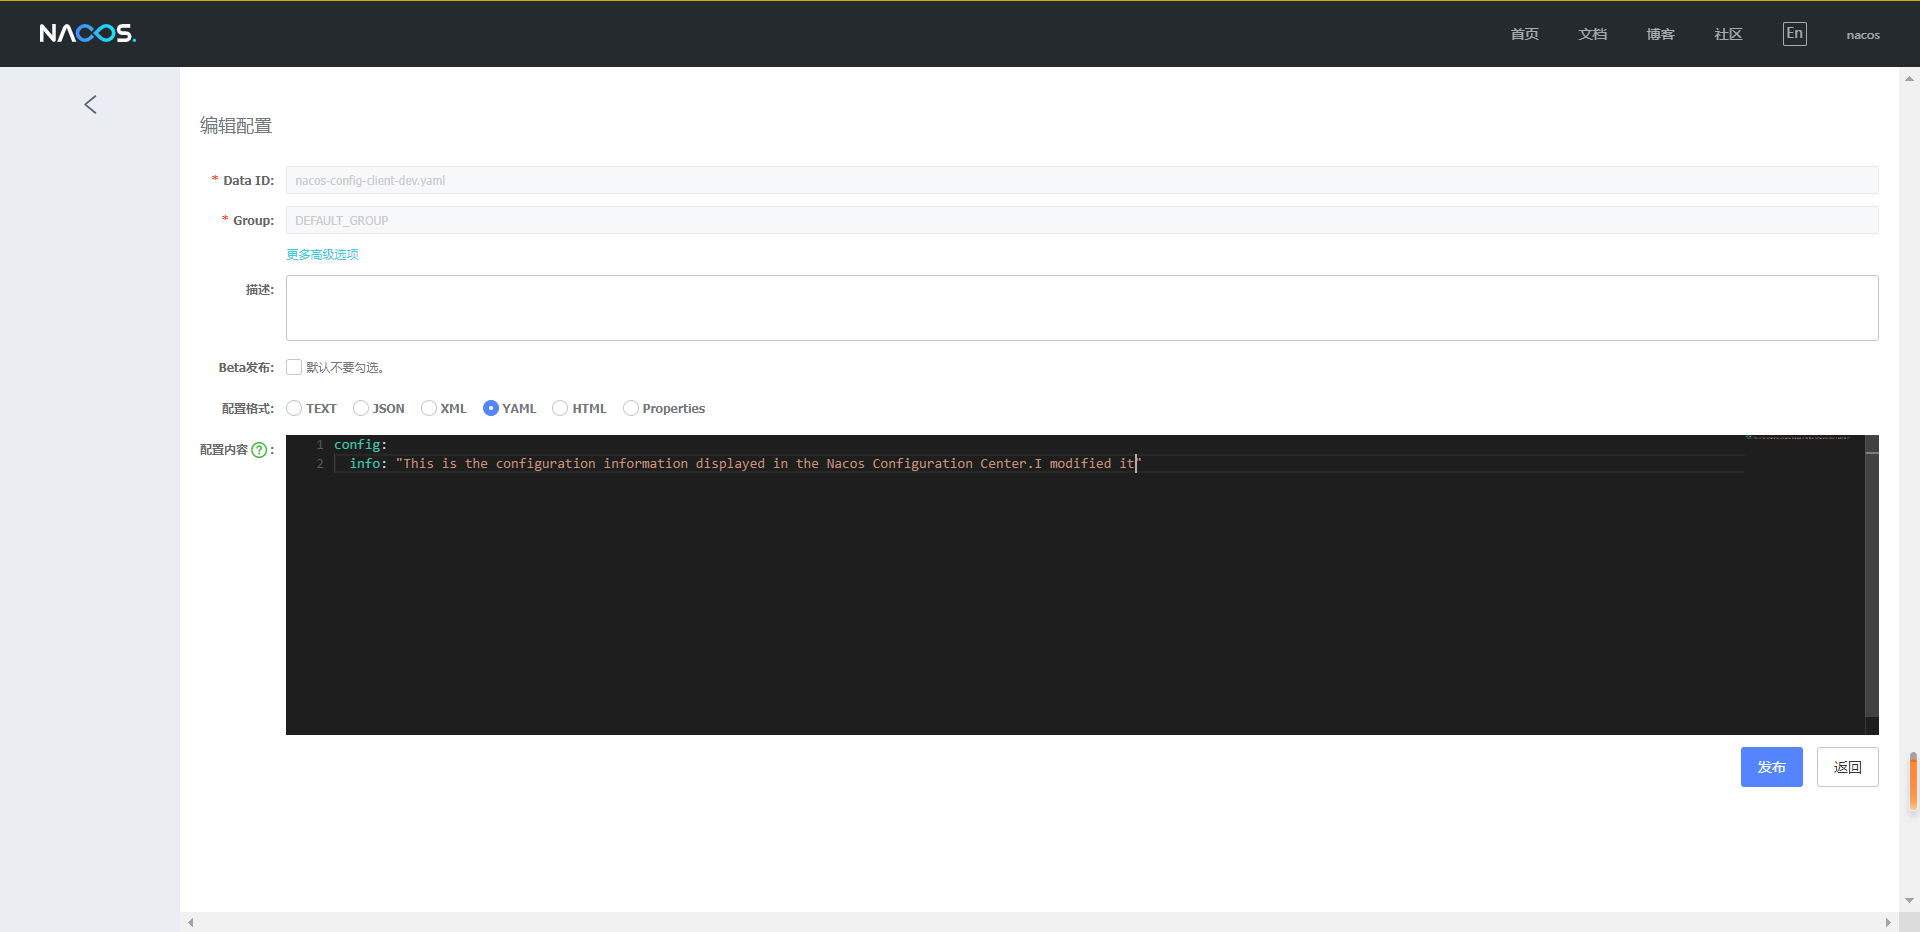 NACOS.
首页 文档 博客 社区 En nacos
编辑配置
* Data ID: nacos-config-client-dev.yaml
* Group: DEFAULT_GROUP
更多高级选项
描述:
Beta发布: 默认不要勾选。
配置格式: TEXT JSON XML YAML HTML Properties
配置内容 ? :
1 config:
2 info: "This is the configuration information displayed in the Nacos Configuration Center.I modified it"
发布 返回